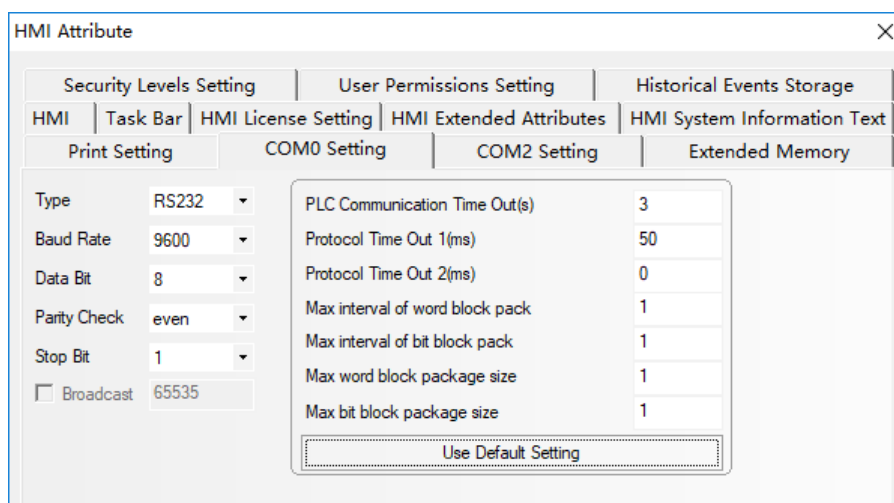 HMI Attribute
Security Levels Setting User Permissions Setting Historical Events Storage
HMI Task Bar HMI License Setting HMI Extended Attributes HMI System Information Text
Print Setting COM0 Setting COM2 Setting Extended Memory
Type RS232
Baud Rate 9600
Data Bit 8
Parity Check even
Stop Bit 1
Broadcast 65535
PLC Communication Time Out(s) 3
Protocol Time Out 1(ms) 50
Protocol Time Out 2(ms) 0
Max interval of word block pack 1
Max interval of bit block pack 1
Max word block package size 1
Max bit block package size 1
Use Default Setting